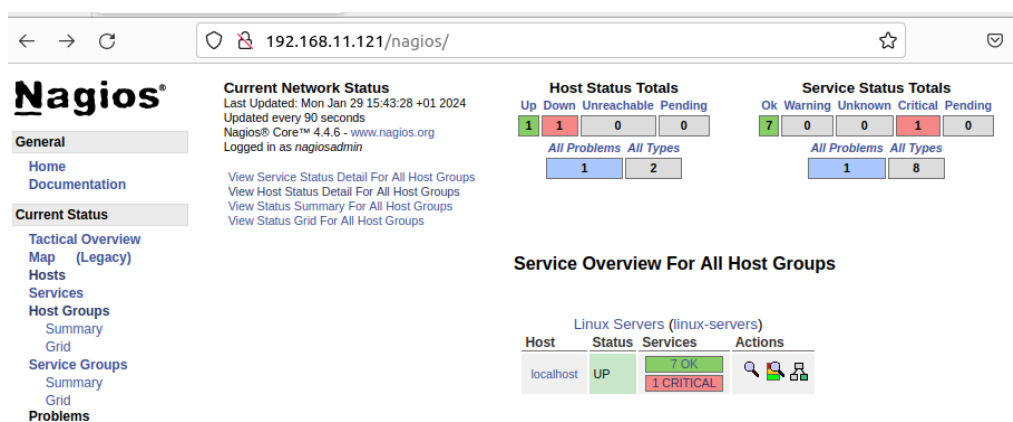 192.168.11.121/nagios/
Nagios®
General
Home
Documentation
Current Status
Tactical Overview
Map (Legacy)
Hosts
Services
Host Groups
Summary
Grid
Service Groups
Summary
Grid
Problems
Current Network Status
Last Updated: Mon Jan 29 15:43:28 +01 2024
Updated every 90 seconds
Nagios® Core™ 4.4.6 - www.nagios.org
Logged in as nagiosadmin
View Service Status Detail For All Host Groups
View Host Status Detail For All Host Groups
View Status Summary For All Host Groups
View Status Grid For All Host Groups
Host Status Totals
Up Down Unreachable Pending
1 1 0 0
All Problems All Types
1 2
Service Status Totals
Ok Warning Unknown Critical Pending
7 0 0 1 0
All Problems All Types
1 8
Service Overview For All Host Groups
Linux Servers (linux-servers)
Host Status Services Actions
localhost UP 7 OK
1 CRITICAL